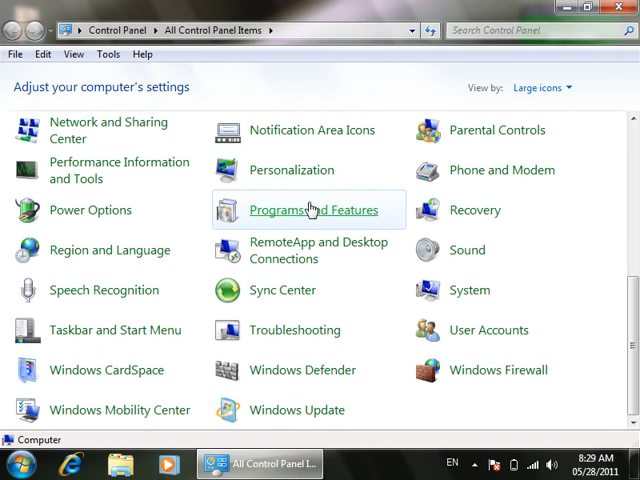 Control Panel
All Control Panel Items
Search Control Panel
File Edit View Tools Help
Adjust your computer's settings
View by: Large icons
Network and Sharing
Center
Notification Area Icons
Parental Controls
Performance Information
and Tools
Personalization
Phone and Modem
Power Options
Programs and Features
Recovery
Region and Language
RemoteApp and Desktop
Connections
Sound
Speech Recognition
Sync Center
System
Taskbar and Start Menu
Troubleshooting
User Accounts
Windows CardSpace
Windows Defender
Windows Firewall
Windows Mobility Center
Windows Update
Computer
All Control Panel I...
EN
8:29 AM
05/28/2011